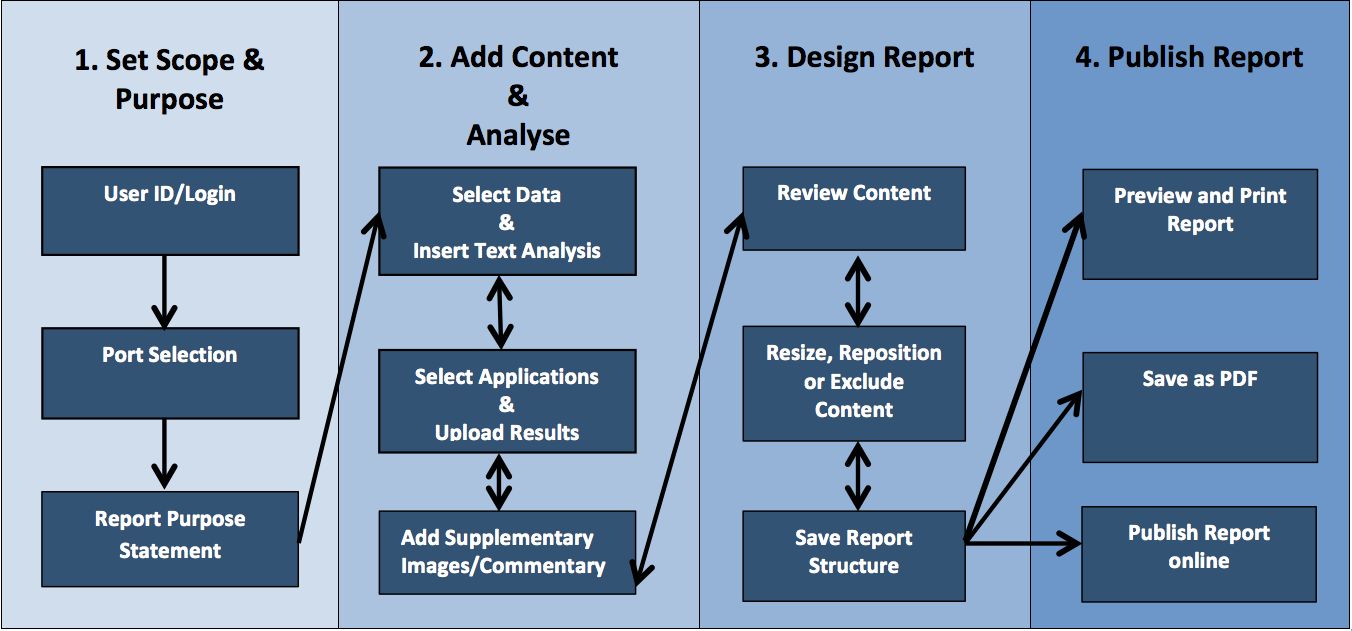 1. Set Scope &
Purpose
User ID/Login
Port Selection
Report Purpose
Statement
2. Add Content
&
Analyse
Select Data
&
Insert Text Analysis
Select Applications
&
Upload Results
Add Supplementary
Images/Commentary
3. Design Report
Review Content
Resize, Reposition
or Exclude
Content
Save Report
Structure
4. Publish Report
Preview and Print
Report
Save as PDF
Publish Report
online